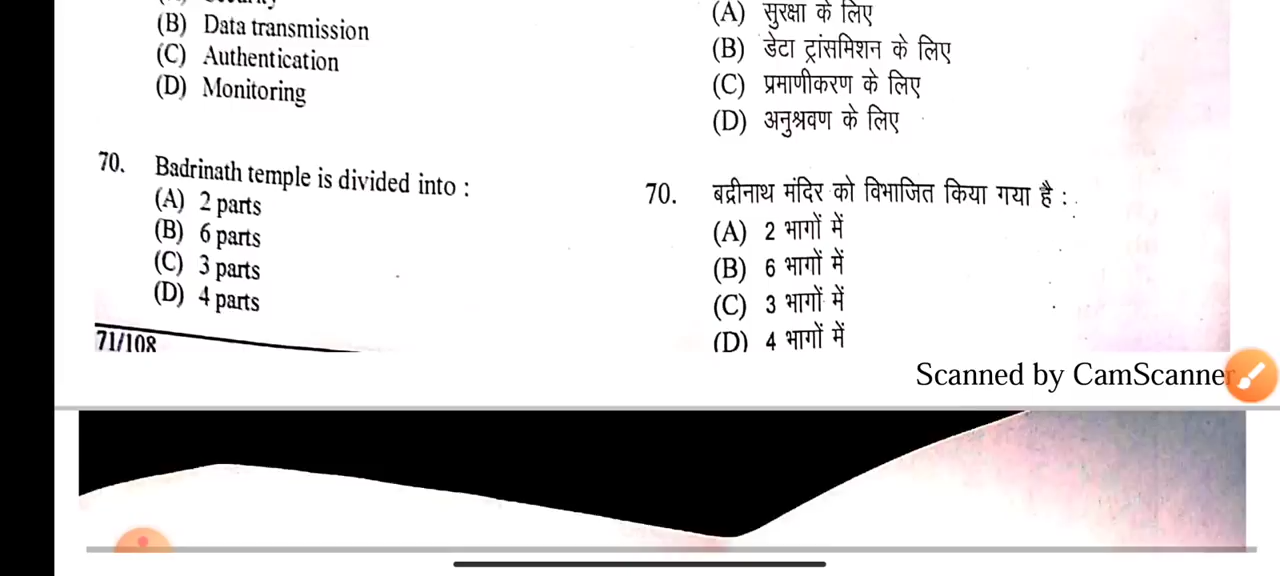 (B) Data transmission
(C) Authentication
(D) Monitoring
70. Badrinath temple is divided into :
(A) 2 parts
(B) 6 parts
(C) 3 parts
(D) 4 parts
71/108
(A) सुरक्षा के लिए
(B) डेटा ट्रांसमिशन के लिए
(C) प्रमाणीकरण के लिए
(D) अनुश्रवण के लिए
70. बद्रीनाथ मंदिर को विभाजित किया गया है :
(A) 2 भागों में
(B) 6 भागों में
(C) 3 भागों में
(D) 4 भागों में
Scanned by CamScanner